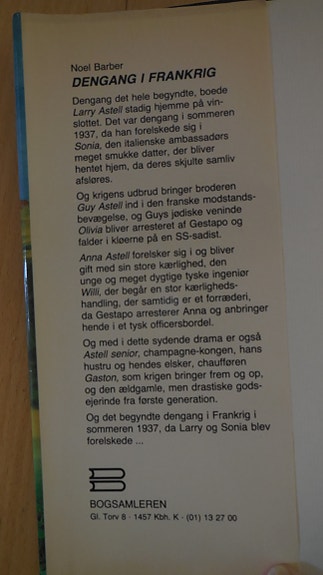 Noel Barber
DENGANG I FRANKRIG
Dengang det hele begyndte, boede
Larry Astell stadig hjemme på vin-
slottet. Det var dengang i sommeren
1937, da han forelskede sig i
Sonia, den italienske ambassadørs
meget smukke datter, der bliver
hentet hjem, da deres skjulte samliv
afsløres.
Og krigens udbrud bringer broderen
Guy Astell ind i den franske modstands-
bevægelse, og Guys jødiske veninde
Olivia bliver arresteret af Gestapo og
falder i kløerne på en SS-sadist.
Anna Astell forelsker sig i og bliver
gift med sin store kærlighed, den
unge og meget dygtige tyske ingeniør
Willi, der begår en stor kærligheds-
handling, der samtidig er et forræderi,
da Gestapo arresterer Anna og anbringer
hende i et tysk officersbordel.
Og med i dette sydende drama er også
Astell senior, champagne-kongen, hans
hustru og hendes elsker, chaufføren
Gaston, som krigen bringer frem og op,
og den ældgamle, men drastiske gods-
ejerinde fra første generation.
Og det begyndte dengang i Frankrig i
sommeren 1937, da Larry og Sonia blev
forelskede ...
BOGSAMLEREN
Gl. Torv 8 · 1457 Kbh. K · (01) 13 27 00